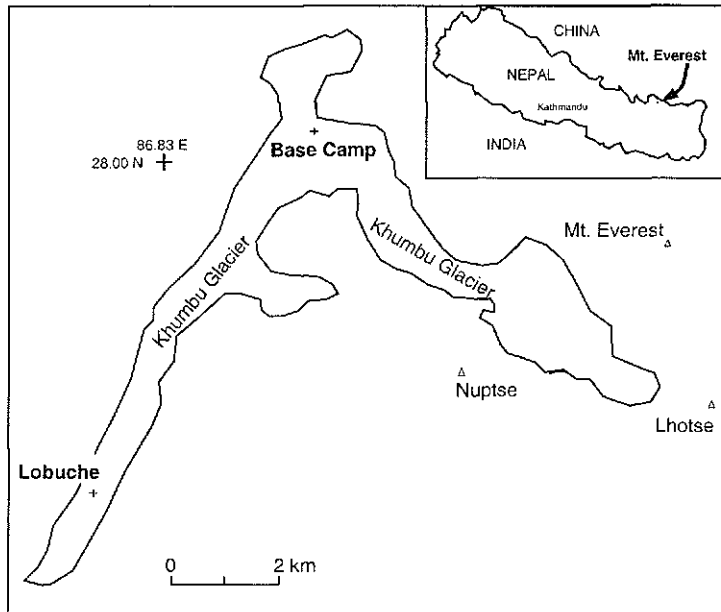 CHINA
Mt. Everest
NEPAL
Kathmandu
INDIA
86.83 E
28.00 N
Base Camp
Mt. Everest
Khumbu Glacier
Khumbu Glacier
Nuptse
Lhotse
Lobuche
0 2 km